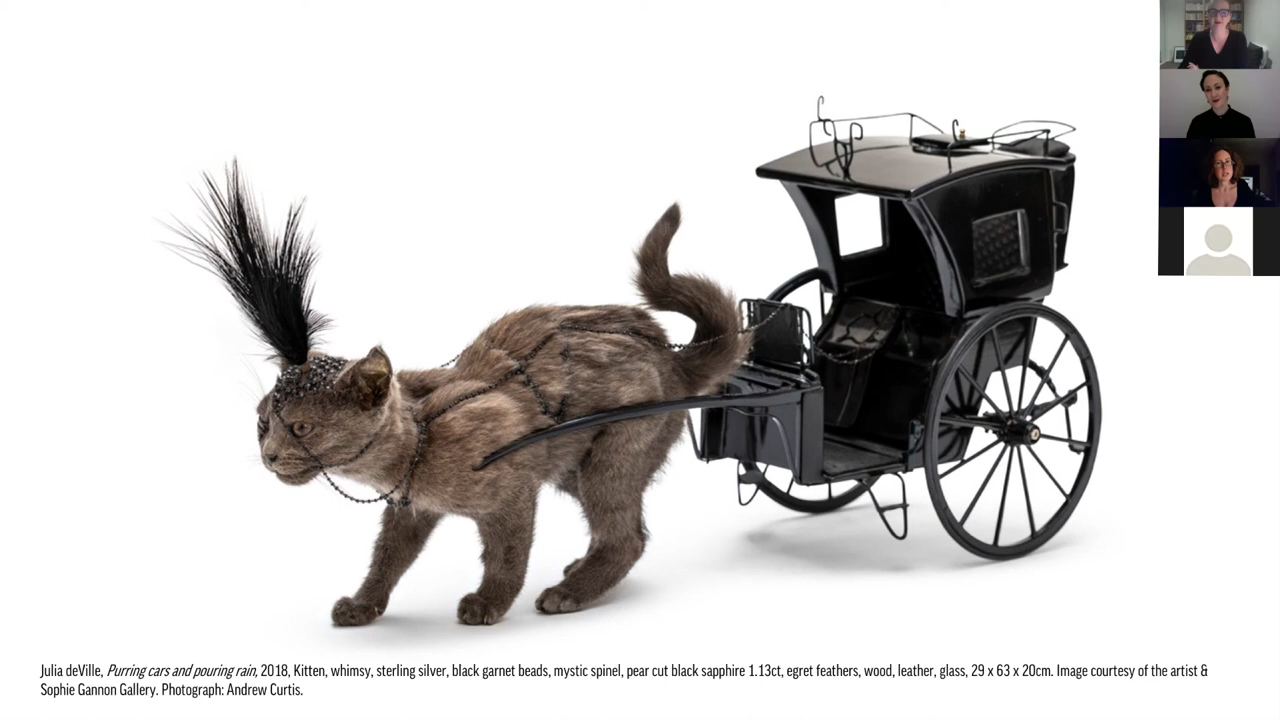 Julia deVille, Purring cars and pouring rain, 2018, Kitten, whimsy, sterling silver, black garnet beads, mystic spinel, pear cut black sapphire 1.13ct, egret feathers, wood, leather, glass, 29 x 63 x 20cm. Image courtesy of the artist &
Sophie Gannon Gallery. Photograph: Andrew Curtis.